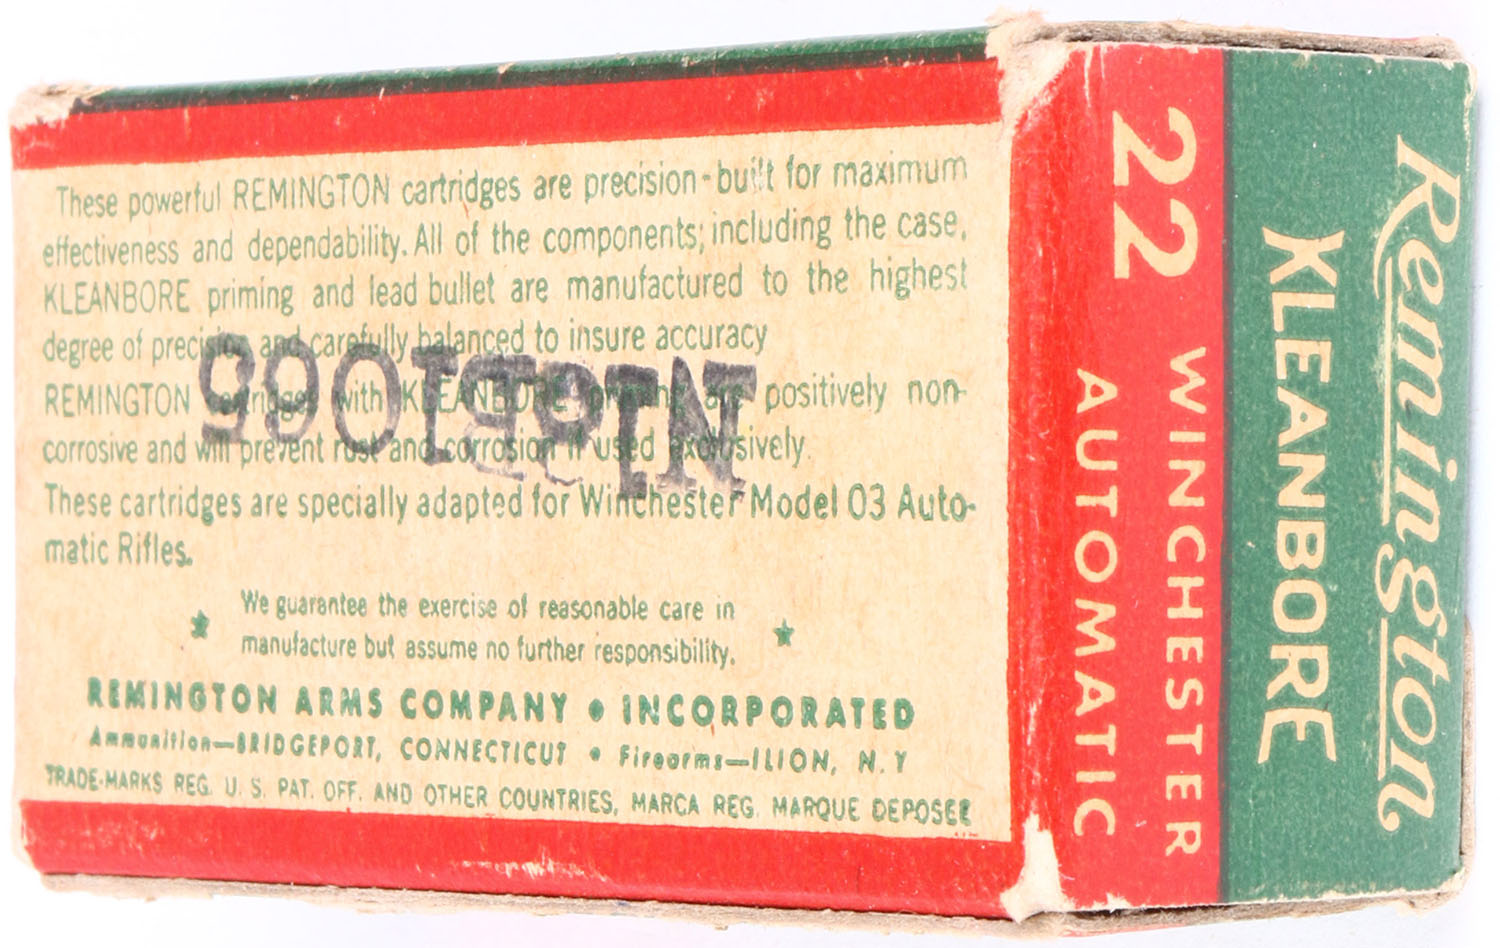 These powerful REMINGTON cartridges are precision-built for maximum
effectiveness and dependability. All of the components; including the case,
KLEANBORE priming and lead bullet are manufactured to the highest
degree of precision and carefully balanced to insure accuracy
REMINGTON cartridges with KLEANBORE priming are positively non-
corrosive and will prevent rust and corrosion if used exclusively.
These cartridges are specially adapted for Winchester Model 03 Auto-
matic Rifles.
We guarantee the exercise of reasonable care in
manufacture but assume no further responsibility.
REMINGTON ARMS COMPANY • INCORPORATED
Ammunition—BRIDGEPORT, CONNECTICUT • Firearms—ILION, N.Y
TRADE-MARKS REG. U. S. PAT. OFF. AND OTHER COUNTRIES, MARCA REG. MARQUE DEPOSEE
Remington
KLEANBORE
22 WINCHESTER
AUTOMATIC